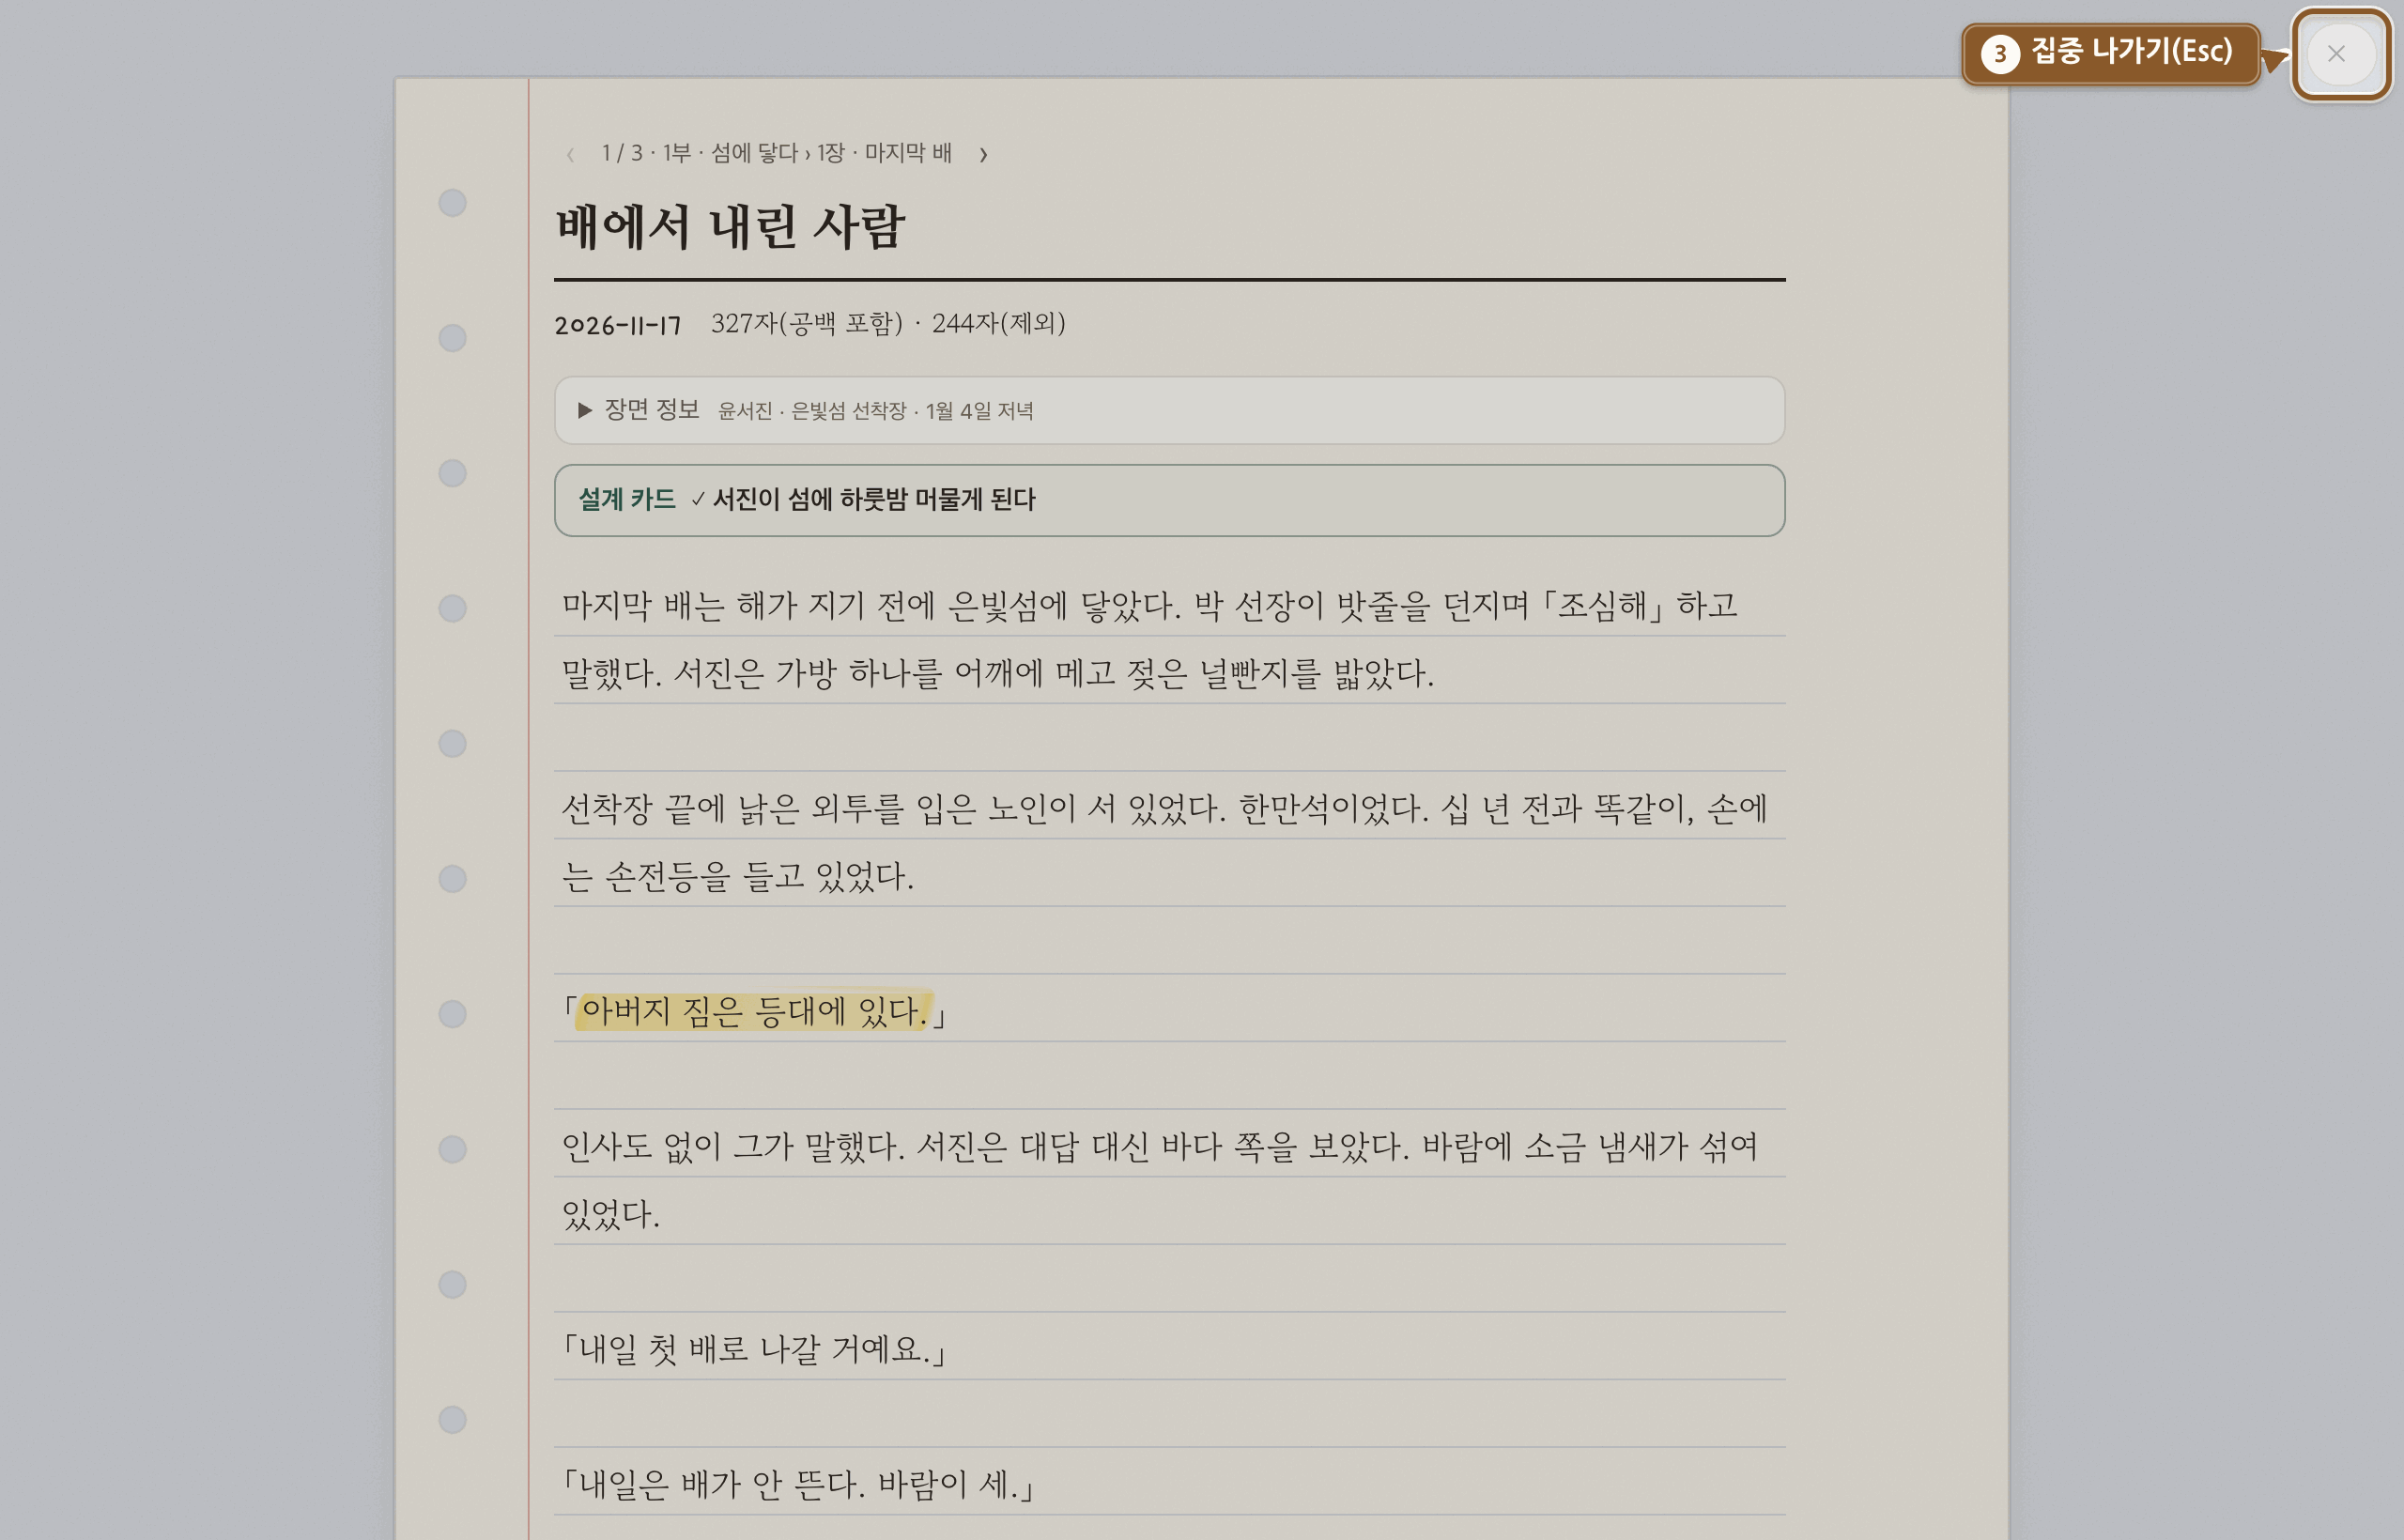 3 집중 나가기(Esc) ×
‹ 1 / 3 · 1부 · 섬에 닿다 › 1장 · 마지막 배 ›
배에서 내린 사람
2026-11-17 327자(공백 포함) · 244자(제외)
▶ 장면 정보 윤서진 · 은빛섬 선착장 · 1월 4일 저녁
설계 카드 ✓ 서진이 섬에 하룻밤 머물게 된다
마지막 배는 해가 지기 전에 은빛섬에 닿았다. 박 선장이 밧줄을 던지며 「조심해」 하고
말했다. 서진은 가방 하나를 어깨에 메고 젖은 널빤지를 밟았다.
선착장 끝에 낡은 외투를 입은 노인이 서 있었다. 한만석이었다. 십 년 전과 똑같이, 손에
는 손전등을 들고 있었다.
「아버지 짐은 등대에 있다.」
인사도 없이 그가 말했다. 서진은 대답 대신 바다 쪽을 보았다. 바람에 소금 냄새가 섞여
있었다.
「내일 첫 배로 나갈 거예요.」
「내일은 배가 안 뜬다. 바람이 세.」